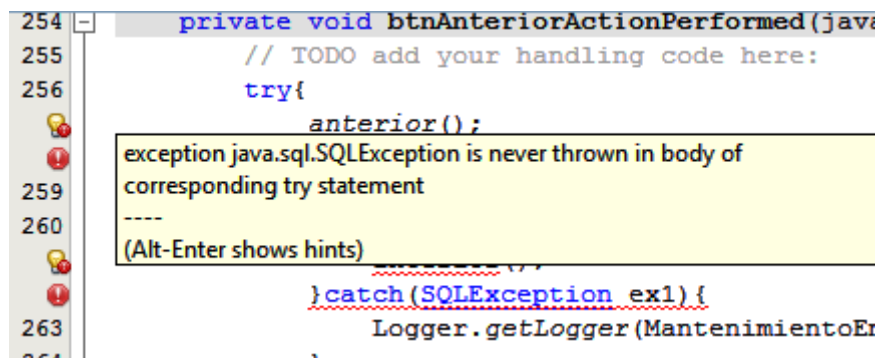 254 private void btnAnteriorActionPerformed(java
255 // TODO add your handling code here:
256 try{
anterior();
exception java.sql.SQLException is never thrown in body of
corresponding try statement
259
----
260
(Alt-Enter shows hints)
}catch(SQLException ex1){
263 Logger.getLogger(MantenimientoEn